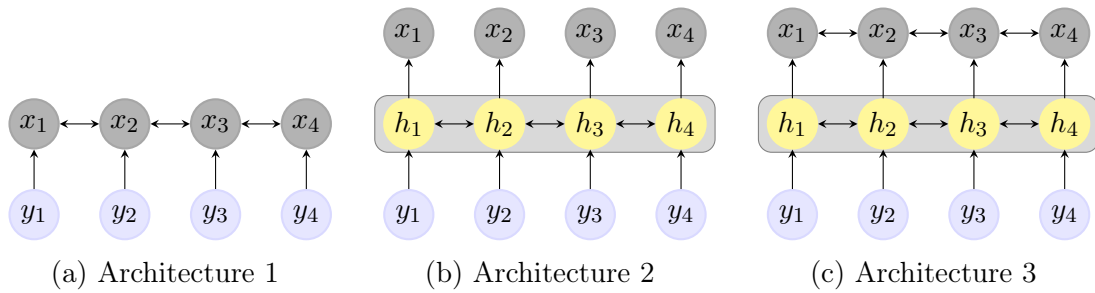 x₁ x₂ x₃ x₄
y₁ y₂ y₃ y₄
(a) Architecture 1
x₁ x₂ x₃ x₄
h₁ h₂ h₃ h₄
y₁ y₂ y₃ y₄
(b) Architecture 2
x₁ x₂ x₃ x₄
h₁ h₂ h₃ h₄
y₁ y₂ y₃ y₄
(c) Architecture 3